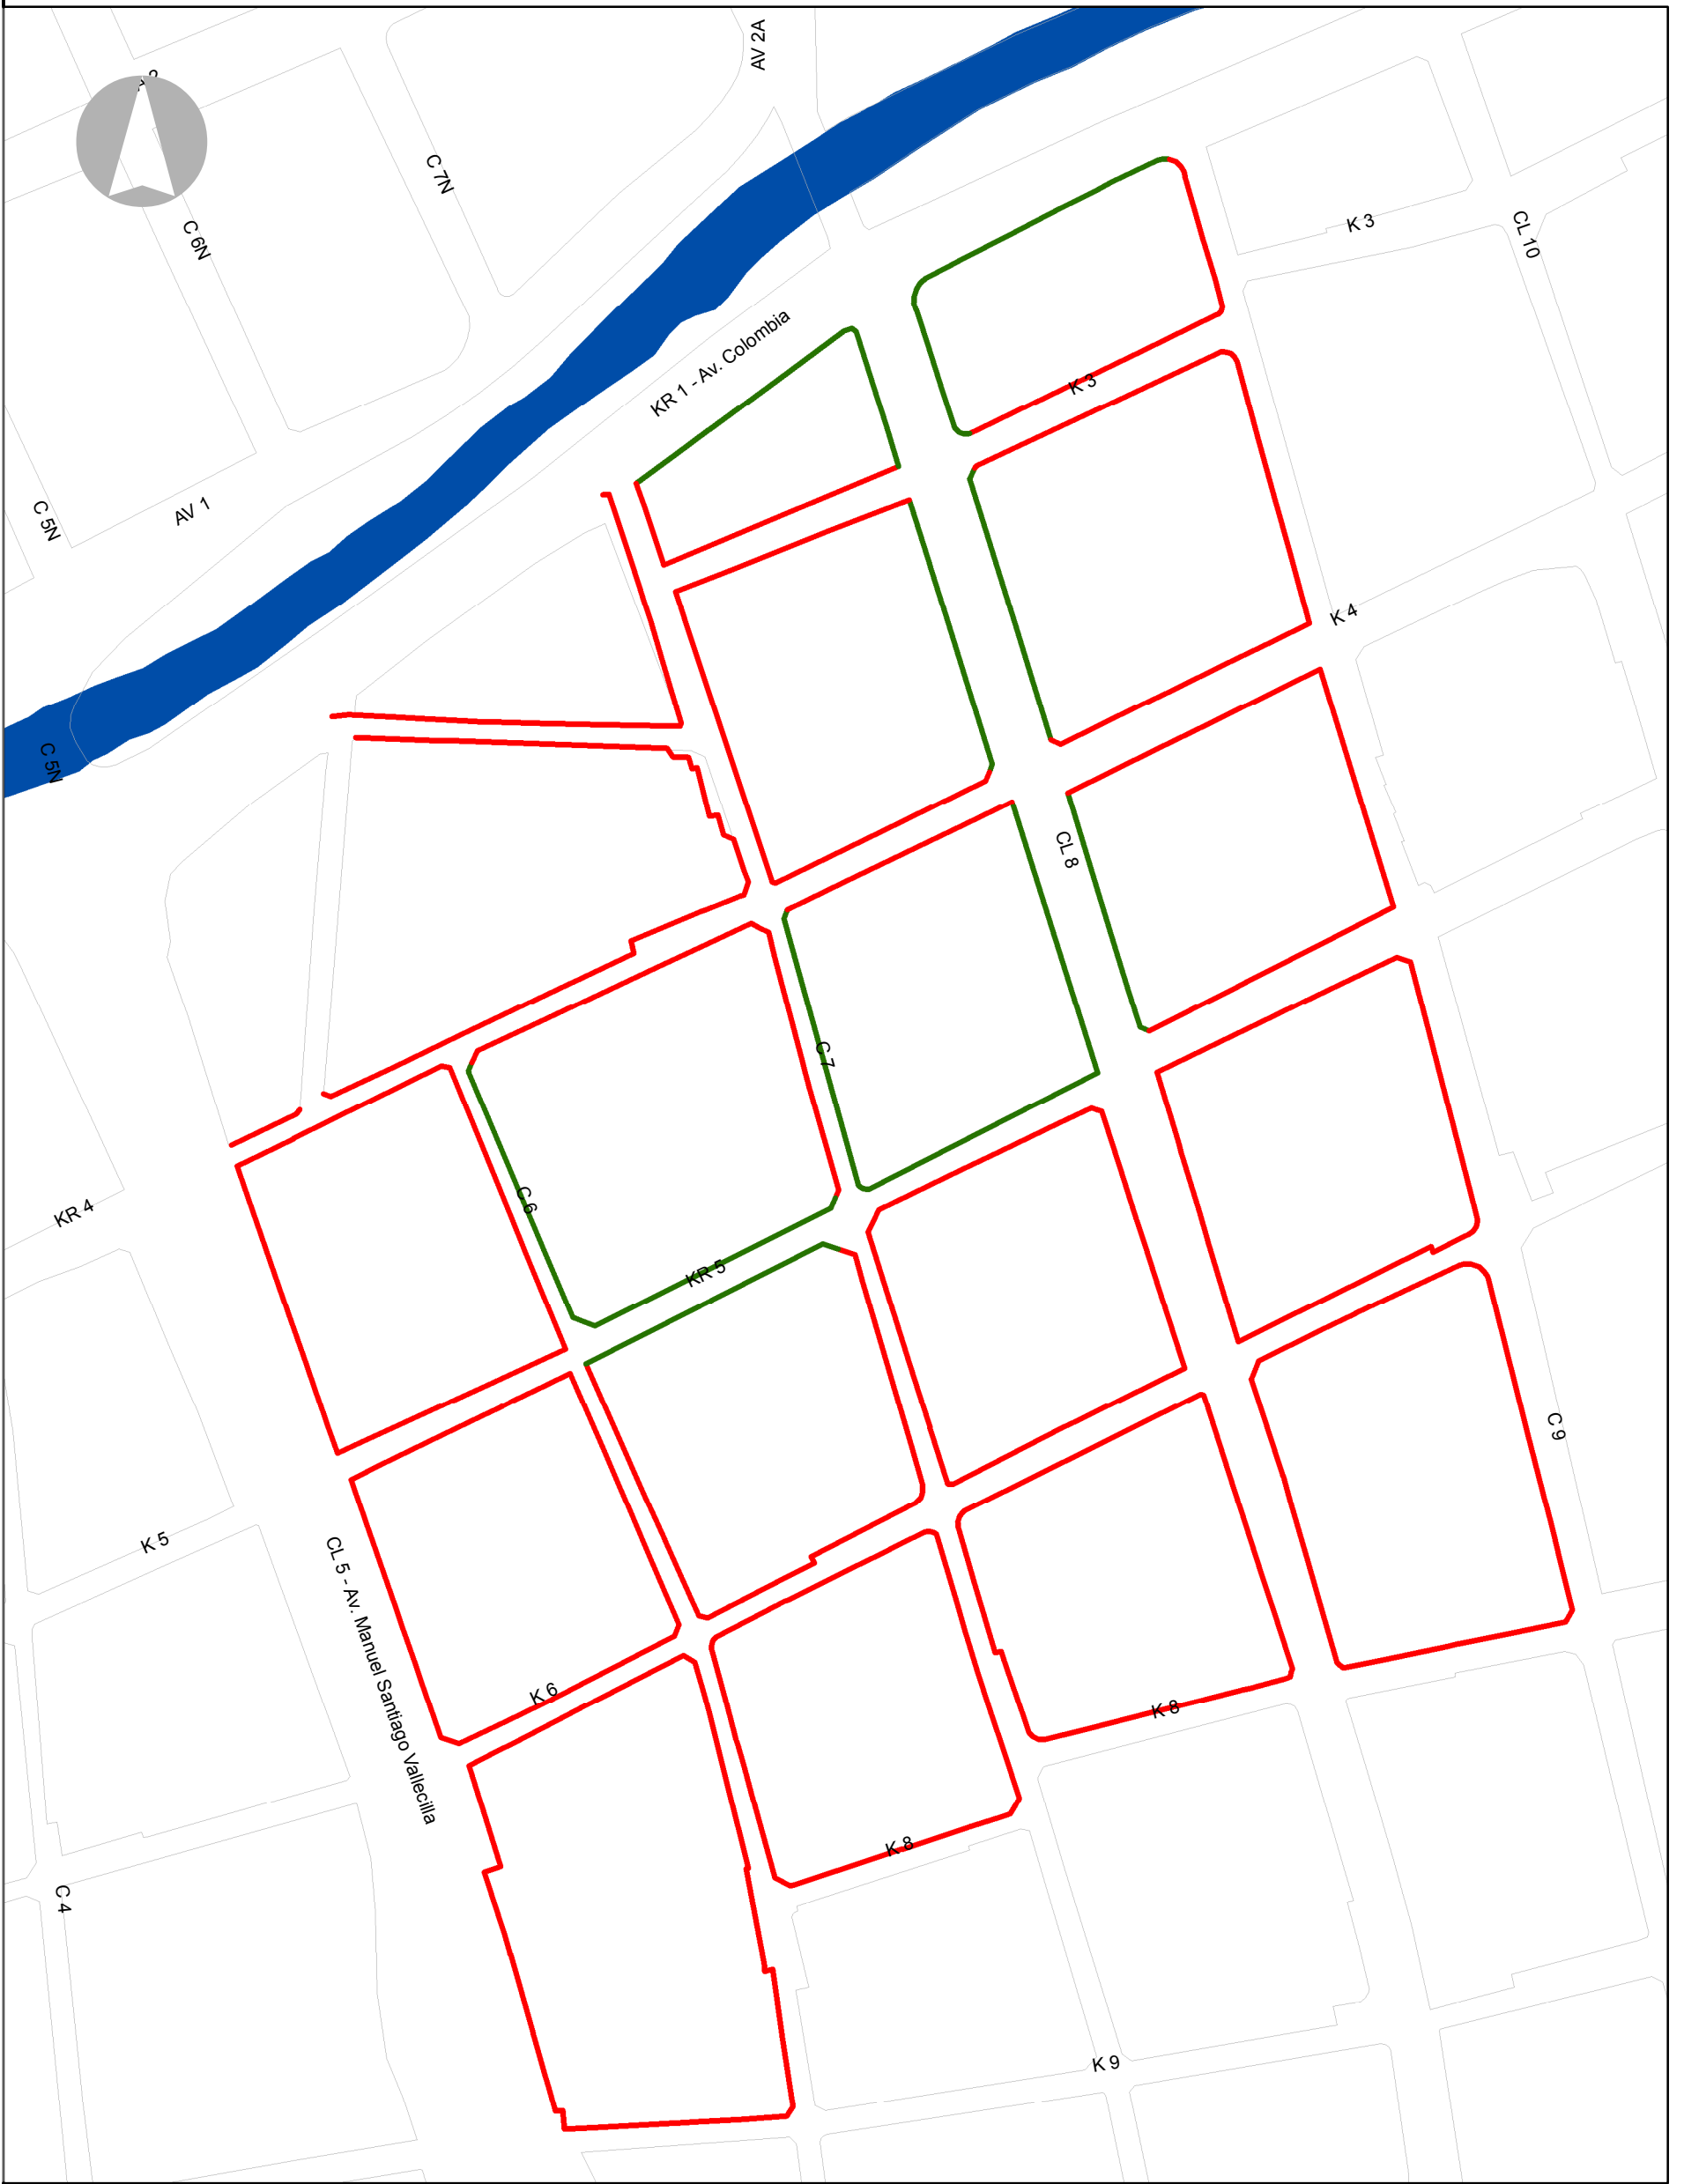 AV 2A
C 7N
C 6N
K 3
CL 10
KR 1 - Av. Colombia
K 3
C 5N
AV 1
K 4
C 5N
CL 8
C 7
C 6
KR 4
KR 5
C 9
K 5
CL 5 - Av. Manuel Santiago Vallecilla
K 6
K 8
K 8
C 4
K 9